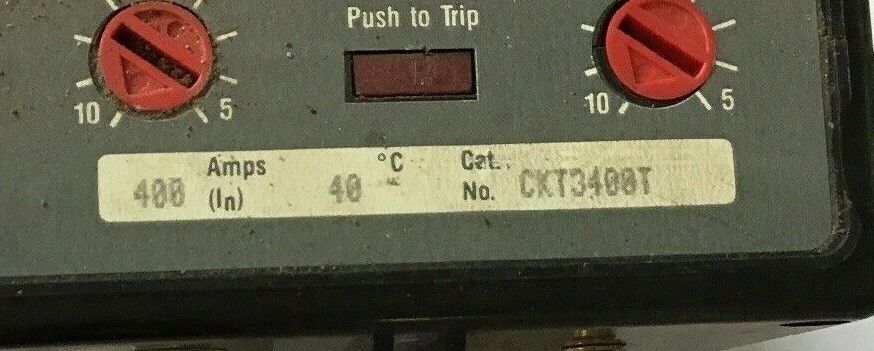 Push to Trip
10 5
10 5
400 Amps (In) 40 °C Cat. No. CKT3400T